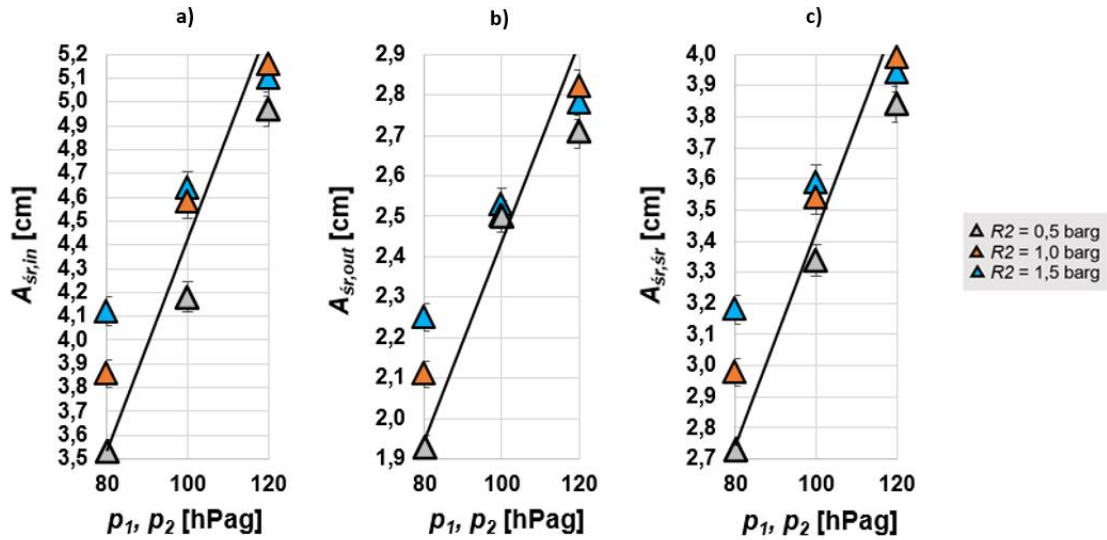 a)
5,2
5,1
5,0
4,9
4,8
4,7
4,6
4,5
4,4
4,3
4,2
4,1
4,0
3,9
3,8
3,7
3,6
3,5
A śr,in [cm]
80 100 120
p1, p2 [hPag]
b)
2,9
2,8
2,7
2,6
2,5
2,4
2,3
2,2
2,1
2,0
1,9
A śr,out [cm]
80 100 120
p1, p2 [hPag]
c)
4,0
3,9
3,8
3,7
3,6
3,5
3,4
3,3
3,2
3,1
3,0
2,9
2,8
2,7
A śr,śr [cm]
80 100 120
p1, p2 [hPag]
R2 = 0,5 barg
R2 = 1,0 barg
R2 = 1,5 barg